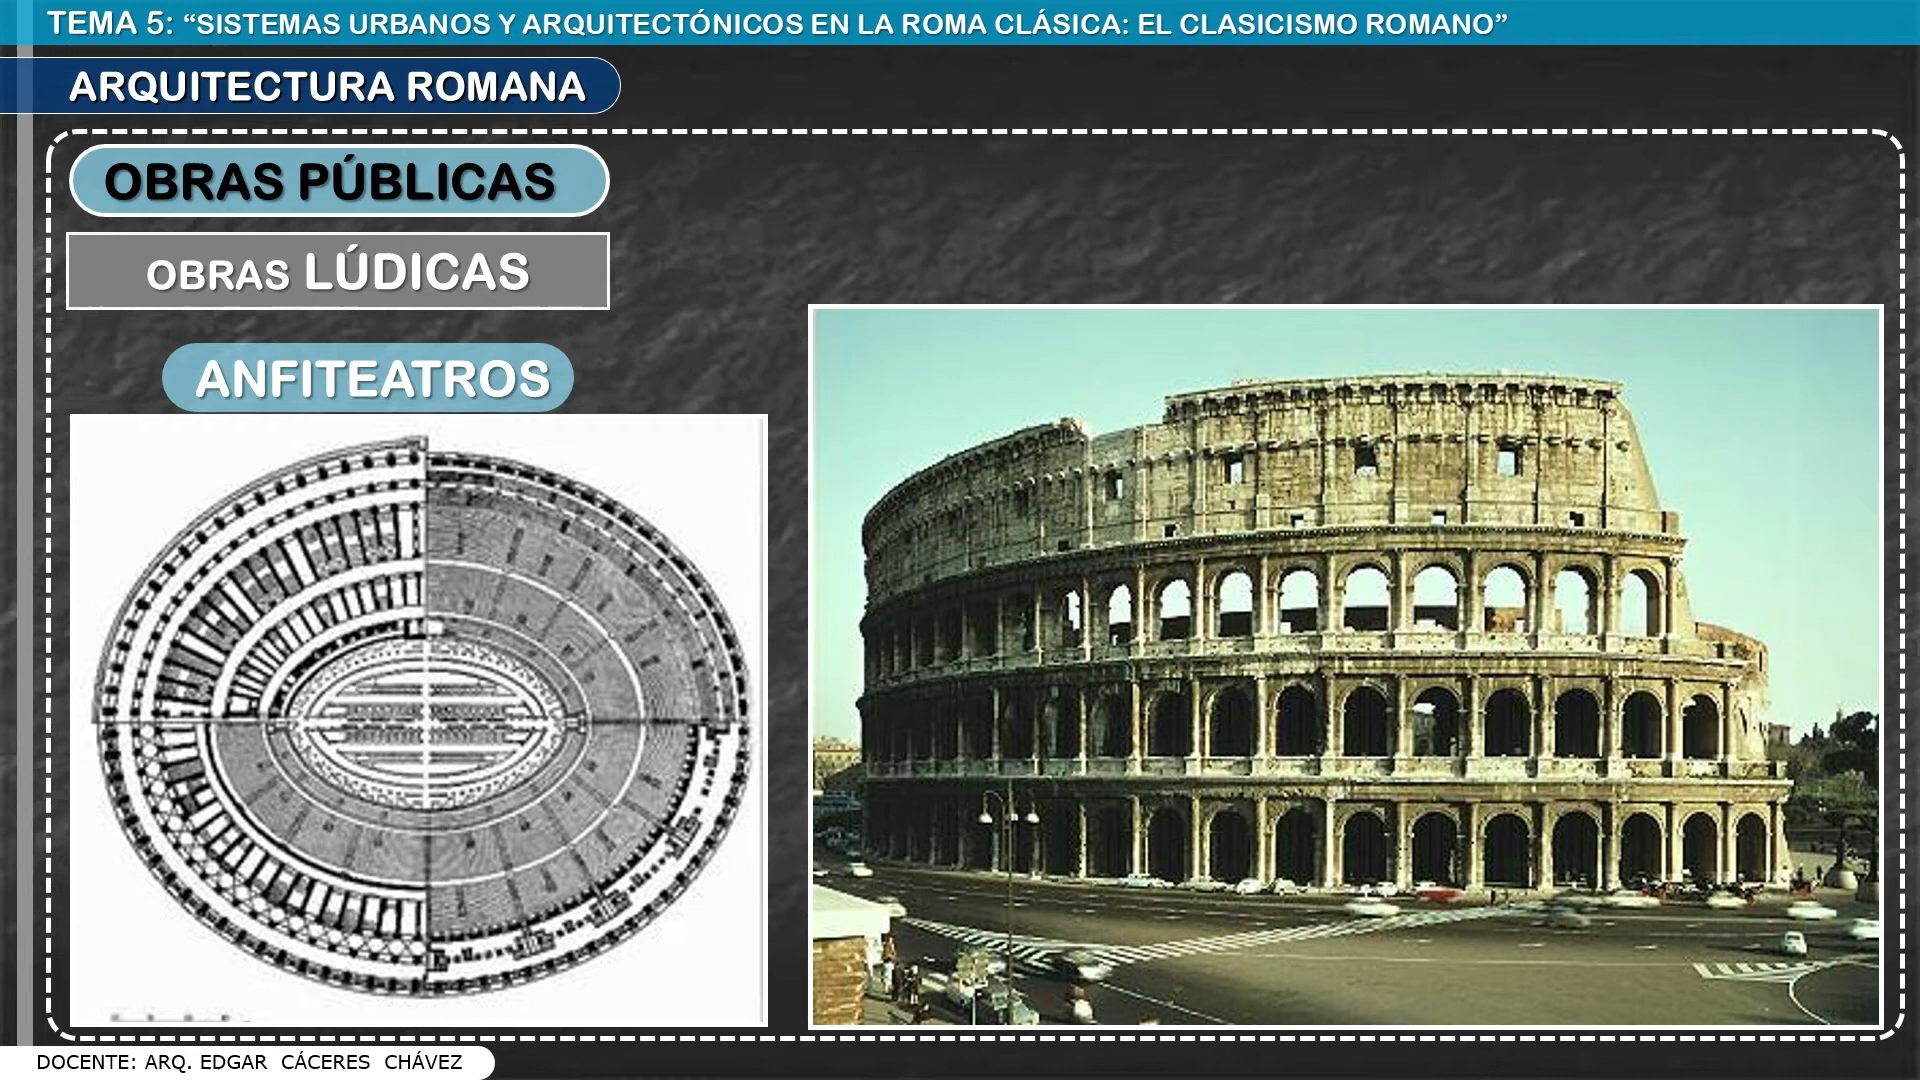 TEMA 5: “SISTEMAS URBANOS Y ARQUITECTÓNICOS EN LA ROMA CLÁSICA: EL CLASICISMO ROMANO”
ARQUITECTURA ROMANA
OBRAS PÚBLICAS
OBRAS LÚDICAS
ANFITEATROS
DOCENTE: ARQ. EDGAR CÁCERES CHÁVEZ